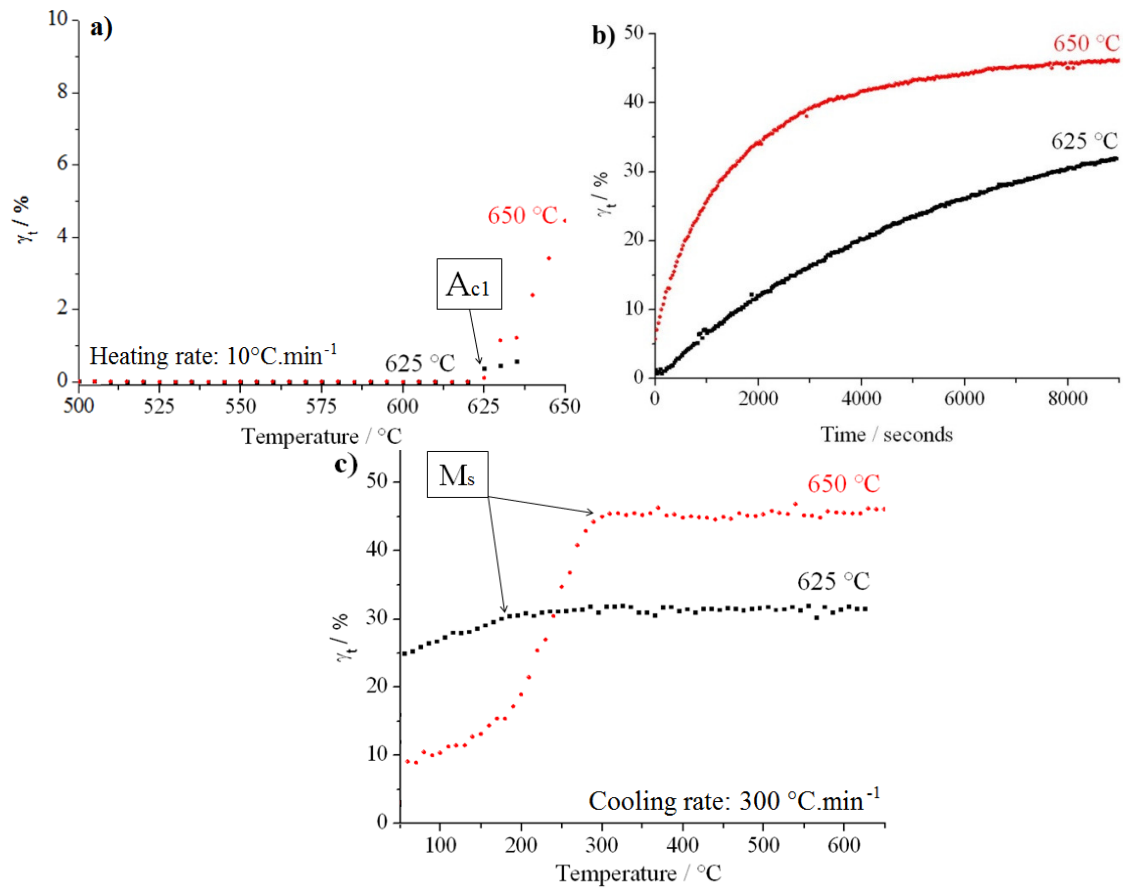 a)
10
8
6
4
2
0
γt / %
650 °C
Ac1
625 °C
Heating rate: 10°C.min-1
500 525 550 575 600 625 650
Temperature / °C
b)
50
40
30
20
10
0
γt / %
650 °C
625 °C
0 2000 4000 6000 8000
Time / seconds
c)
50
40
30
20
10
0
γt / %
Ms
650 °C
625 °C
Cooling rate: 300 °C.min-1
100 200 300 400 500 600
Temperature / °C